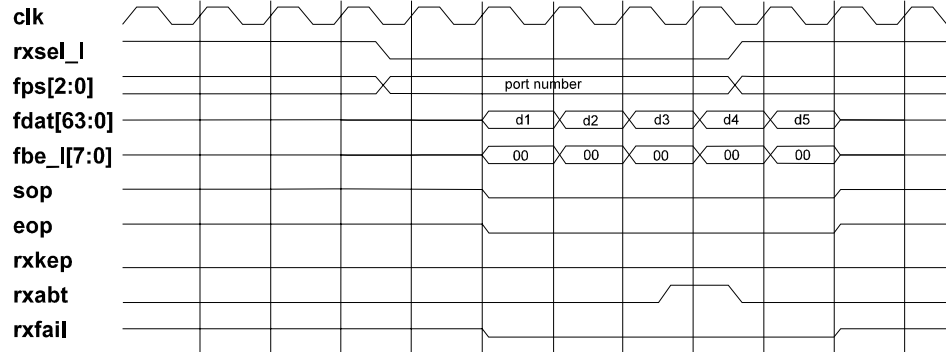 clk
rxsel_l
fps[2:0] port number
fdat[63:0] d1 d2 d3 d4 d5
fbe_l[7:0] 00 00 00 00 00
sop
eop
rxkep
rxabt
rxfail